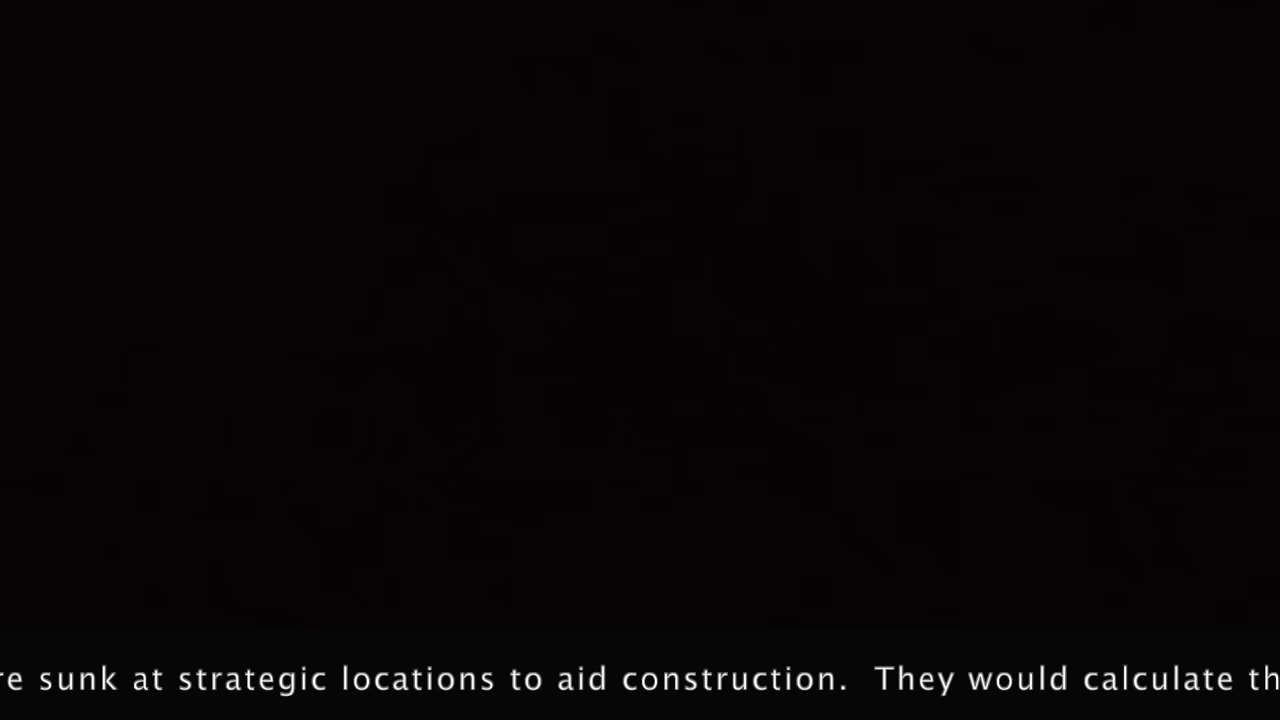 re sunk at strategic locations to aid construction. They would calculate th